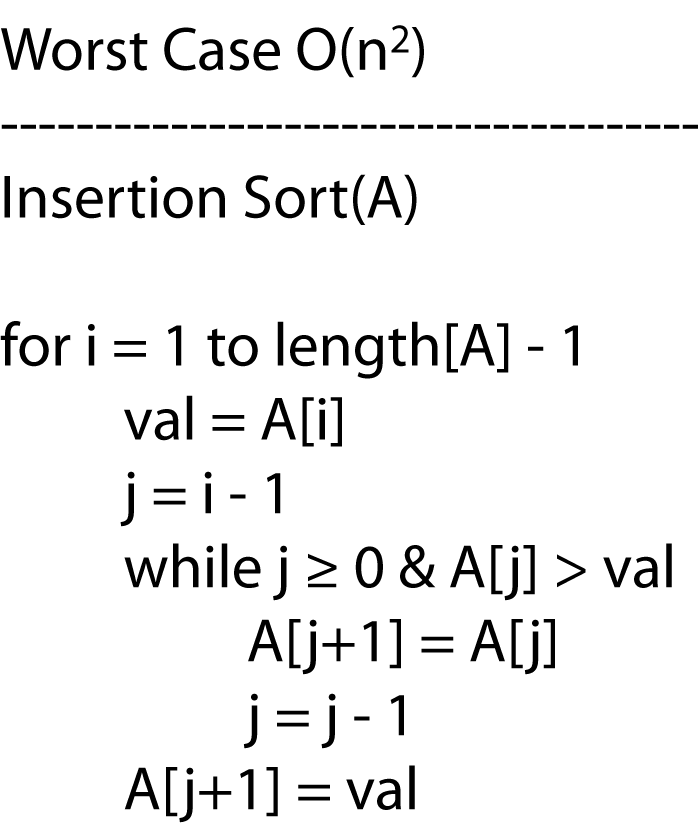 Worst Case O(n²)
-------------------------------------
Insertion Sort(A)
for i = 1 to length[A] - 1
val = A[i]
j = i - 1
while j ≥ 0 & A[j] > val
A[j+1] = A[j]
j = j - 1
A[j+1] = val